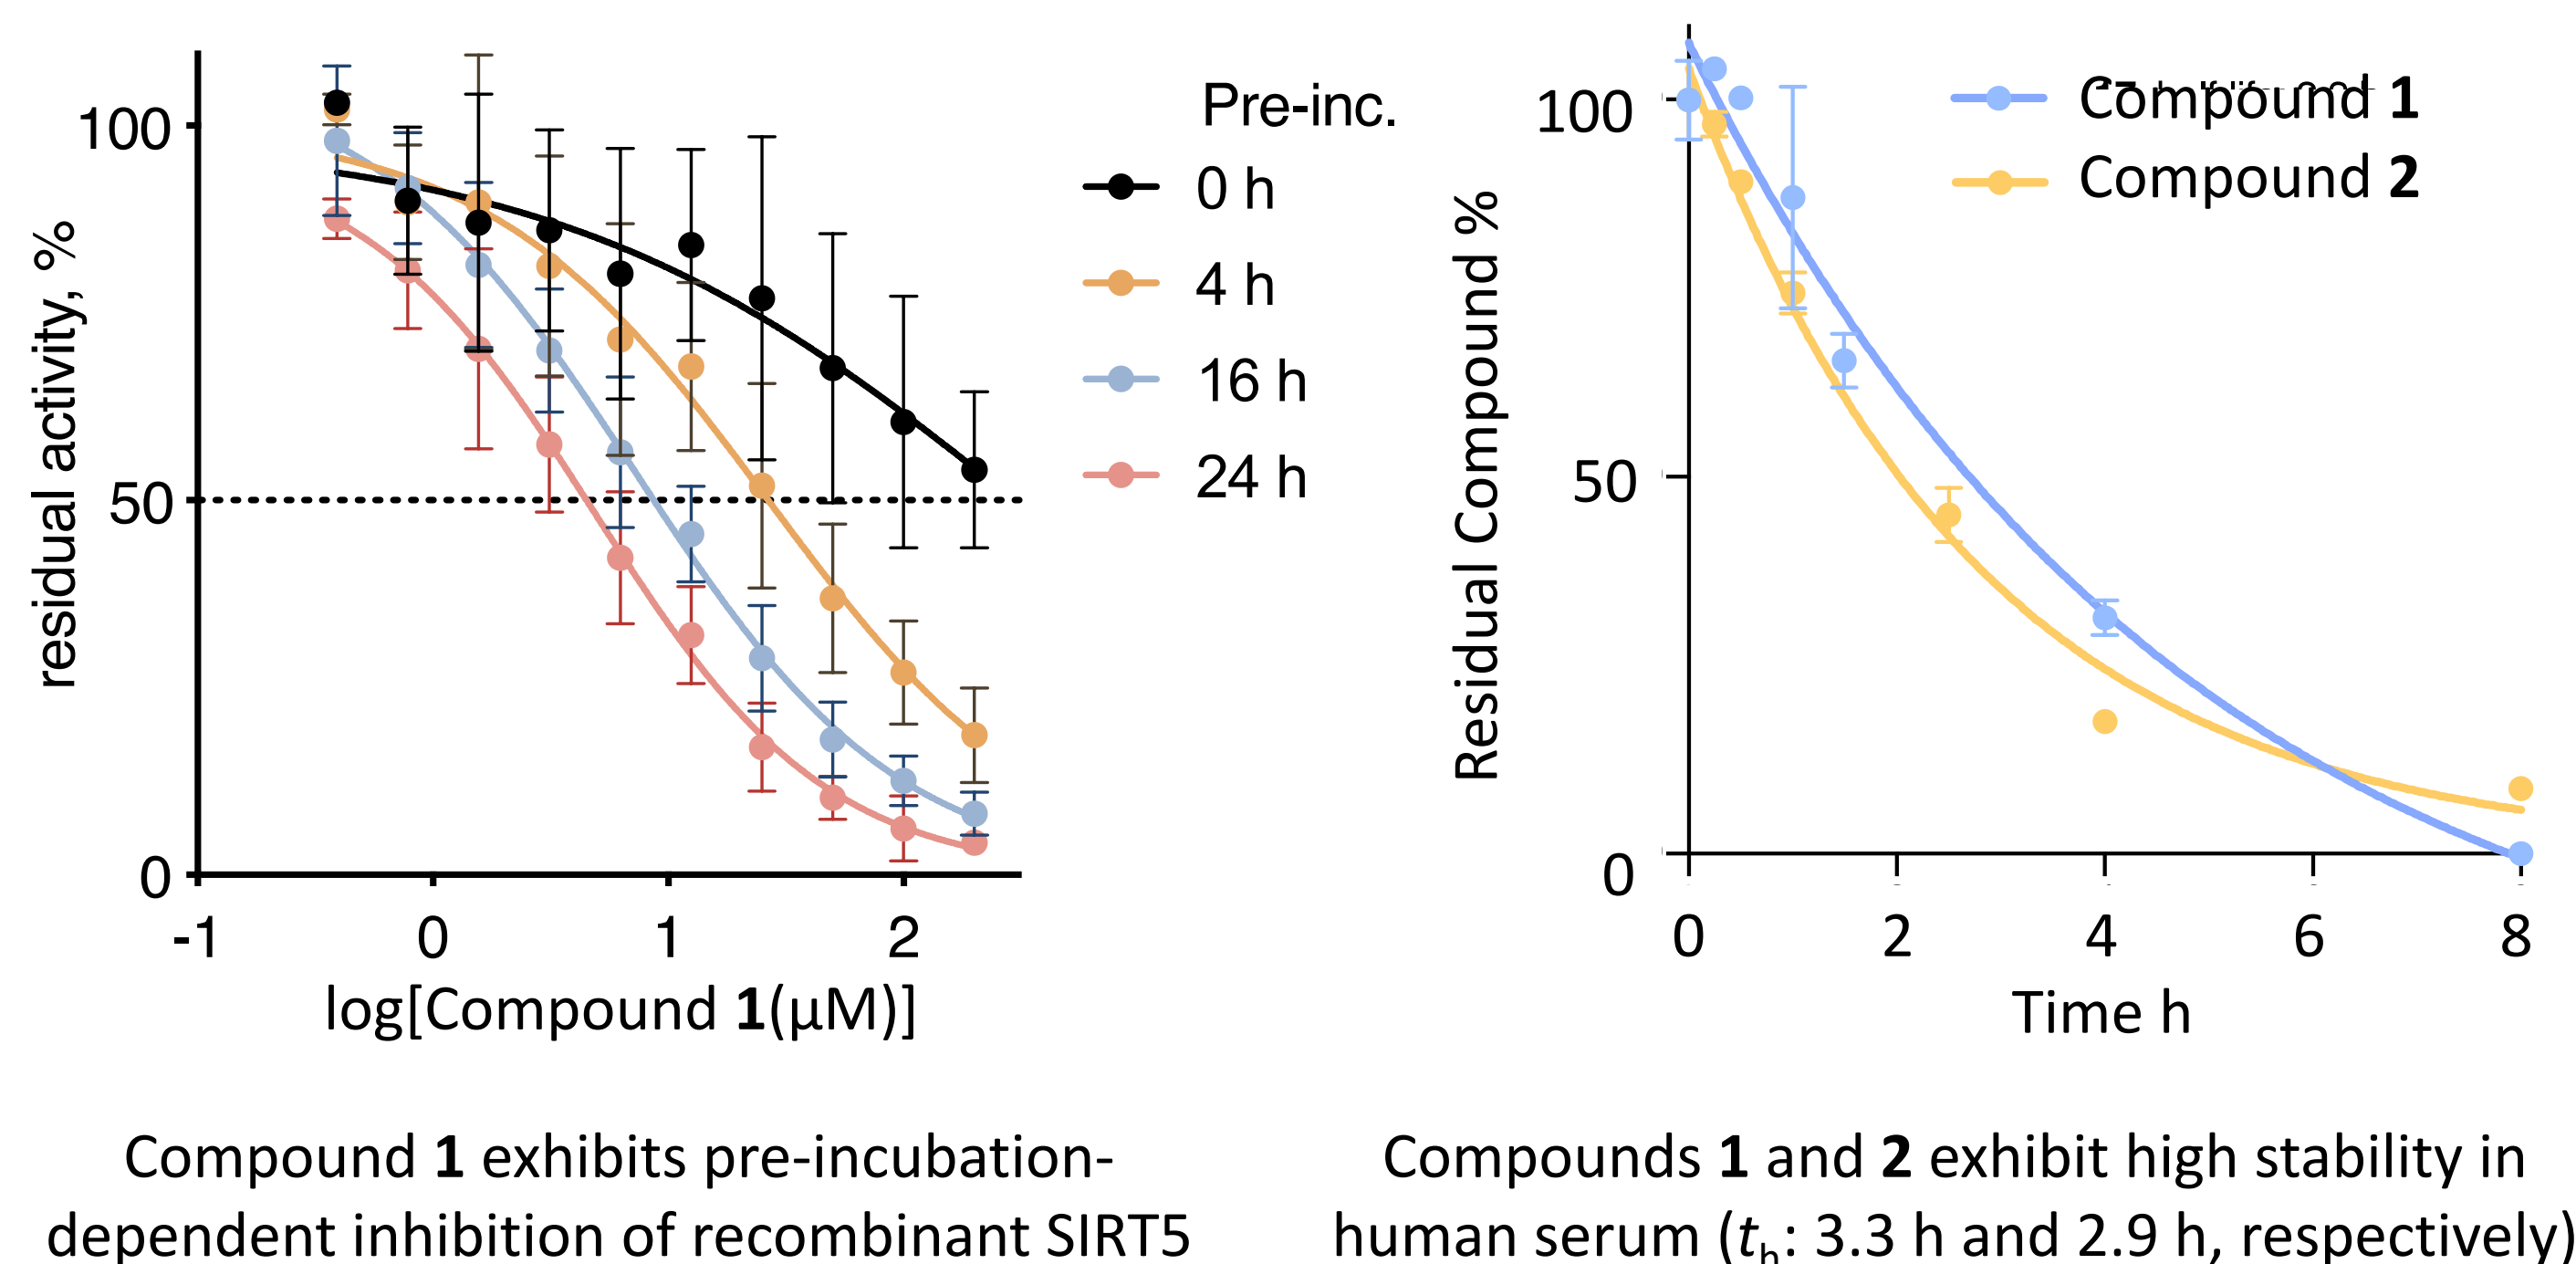 residual activity, %
100
50
0
-1
0
1
2
log[Compound 1(μM)]
Pre-inc.
0 h
4 h
16 h
24 h
Compound 1 exhibits pre-incubation-
dependent inhibition of recombinant SIRT5
Residual Compound %
100
50
0
0
2
4
6
8
Time h
Compound 1
Compound 2
Compounds 1 and 2 exhibit high stability in
human serum (th: 3.3 h and 2.9 h, respectively)